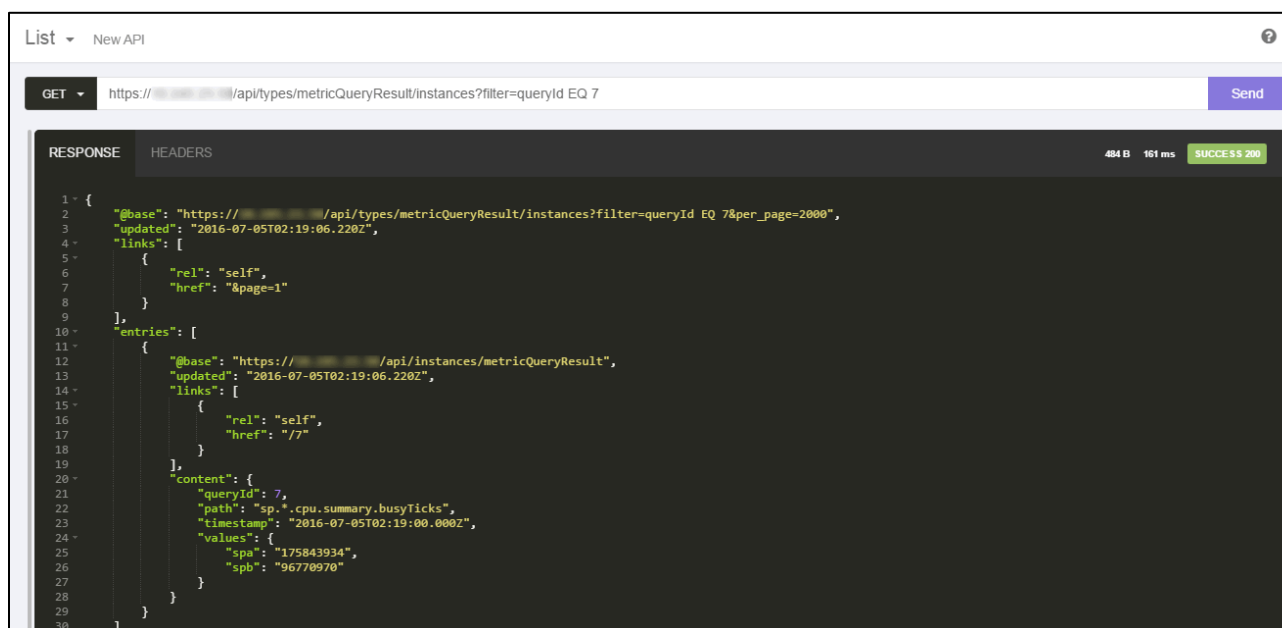 List New API
GET https:// /api/types/metricQueryResult/instances?filter=queryId EQ 7 Send
RESPONSE HEADERS 484 B 161 ms SUCCESS 200
1 {
2 "@base": "https:// /api/types/metricQueryResult/instances?filter=queryId EQ 7&per_page=2000",
3 "updated": "2016-07-05T02:19:06.220Z",
4 "links": [
5 {
6 "rel": "self",
7 "href": "&page=1"
8 }
9 ],
10 "entries": [
11 {
12 "@base": "https:// /api/instances/metricQueryResult",
13 "updated": "2016-07-05T02:19:06.220Z",
14 "links": [
15 {
16 "rel": "self",
17 "href": "/7"
18 }
19 ],
20 "content": {
21 "queryId": 7,
22 "path": "sp.*.cpu.summary.busyTicks",
23 "timestamp": "2016-07-05T02:19:00.000Z",
24 "values": {
25 "spa": "175843934",
26 "spb": "96770970"
27 }
28 }
29 }
30 ]